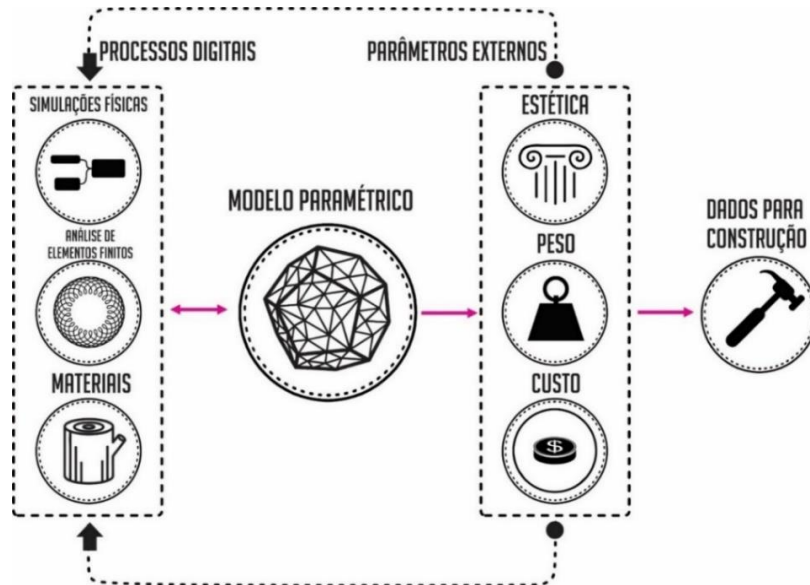 PROCESSOS DIGITAIS
PARÂMETROS EXTERNOS
SIMULAÇÕES FÍSICAS
ANÁLISE DE
ELEMENTOS FINITOS
MATERIAIS
MODELO PARAMÉTRICO
ESTÉTICA
PESO
CUSTO
$
DADOS PARA
CONSTRUÇÃO